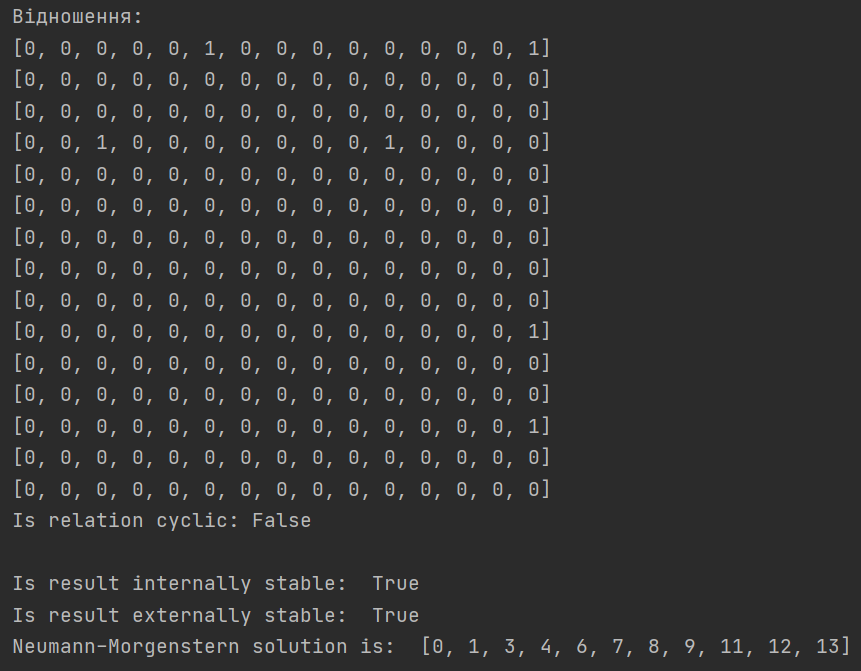 Відношення:
[0, 0, 0, 0, 0, 1, 0, 0, 0, 0, 0, 0, 0, 0, 1]
[0, 0, 0, 0, 0, 0, 0, 0, 0, 0, 0, 0, 0, 0, 0]
[0, 0, 0, 0, 0, 0, 0, 0, 0, 0, 0, 0, 0, 0, 0]
[0, 0, 1, 0, 0, 0, 0, 0, 0, 0, 1, 0, 0, 0, 0]
[0, 0, 0, 0, 0, 0, 0, 0, 0, 0, 0, 0, 0, 0, 0]
[0, 0, 0, 0, 0, 0, 0, 0, 0, 0, 0, 0, 0, 0, 0]
[0, 0, 0, 0, 0, 0, 0, 0, 0, 0, 0, 0, 0, 0, 0]
[0, 0, 0, 0, 0, 0, 0, 0, 0, 0, 0, 0, 0, 0, 0]
[0, 0, 0, 0, 0, 0, 0, 0, 0, 0, 0, 0, 0, 0, 0]
[0, 0, 0, 0, 0, 0, 0, 0, 0, 0, 0, 0, 0, 0, 1]
[0, 0, 0, 0, 0, 0, 0, 0, 0, 0, 0, 0, 0, 0, 0]
[0, 0, 0, 0, 0, 0, 0, 0, 0, 0, 0, 0, 0, 0, 0]
[0, 0, 0, 0, 0, 0, 0, 0, 0, 0, 0, 0, 0, 0, 1]
[0, 0, 0, 0, 0, 0, 0, 0, 0, 0, 0, 0, 0, 0, 0]
[0, 0, 0, 0, 0, 0, 0, 0, 0, 0, 0, 0, 0, 0, 0]
Is relation cyclic: False
Is result internally stable:  True
Is result externally stable:  True
Neumann-Morgenstern solution is:  [0, 1, 3, 4, 6, 7, 8, 9, 11, 12, 13]